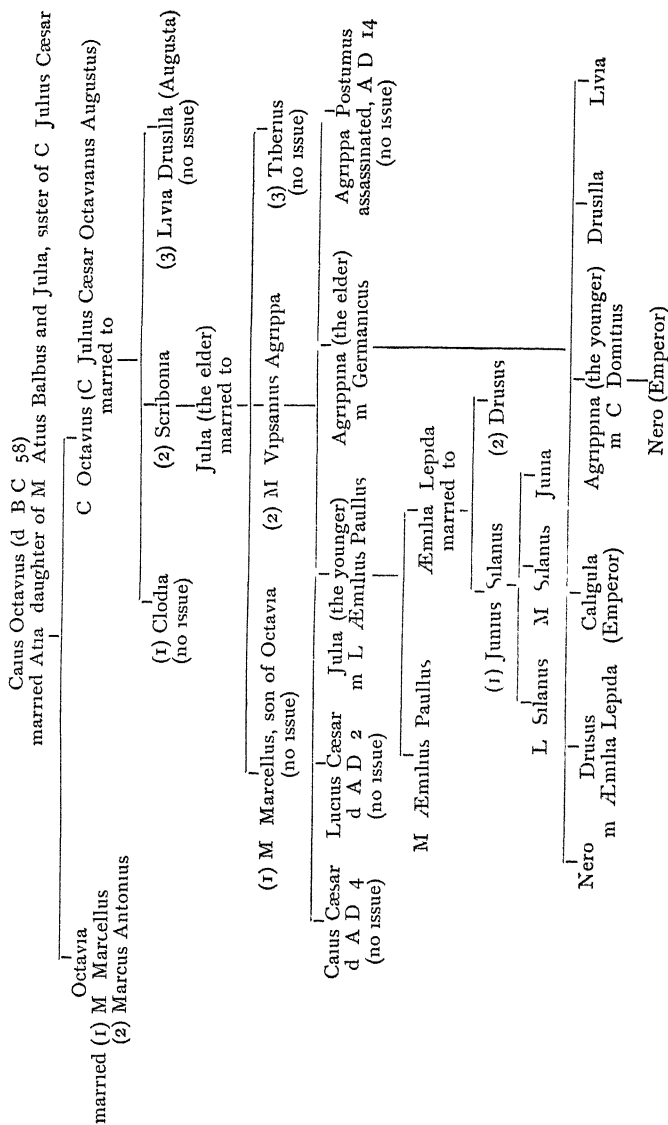 Caius Octavius (d B C 58)
married Atia daughter of M Atius Balbus and Julia, sister of C Julius Cæsar
Octavia
married (1) M Marcellus
(2) Marcus Antonius
C Octavius (C Julius Cæsar Octavianus Augustus)
married to
(1) Clodia
(no issue)
(2) Scribonia
(3) Livia Drusilla (Augusta)
(no issue)
Julia (the elder)
married to
(1) M Marcellus, son of Octavia
(no issue)
(2) M Vipsanius Agrippa
(3) Tiberius
(no issue)
Caius Cæsar
d A D 4
(no issue)
Lucius Cæsar
d A D 2
(no issue)
Julia (the younger)
m L Æmilius Paullus
Agrippina (the elder)
m Germanicus
Agrippa Postumus
assassinated, A D 14
(no issue)
M Æmilius Paullus
Æmilia Lepida
married to
(1) Junius Silanus
(2) Drusus
L Silanus
M Silanus
Junia
Nero
Drusus
m Æmilia Lepida
Caligula
(Emperor)
Agrippina (the younger)
m C Domitius
Drusilla
Livia
Nero (Emperor)